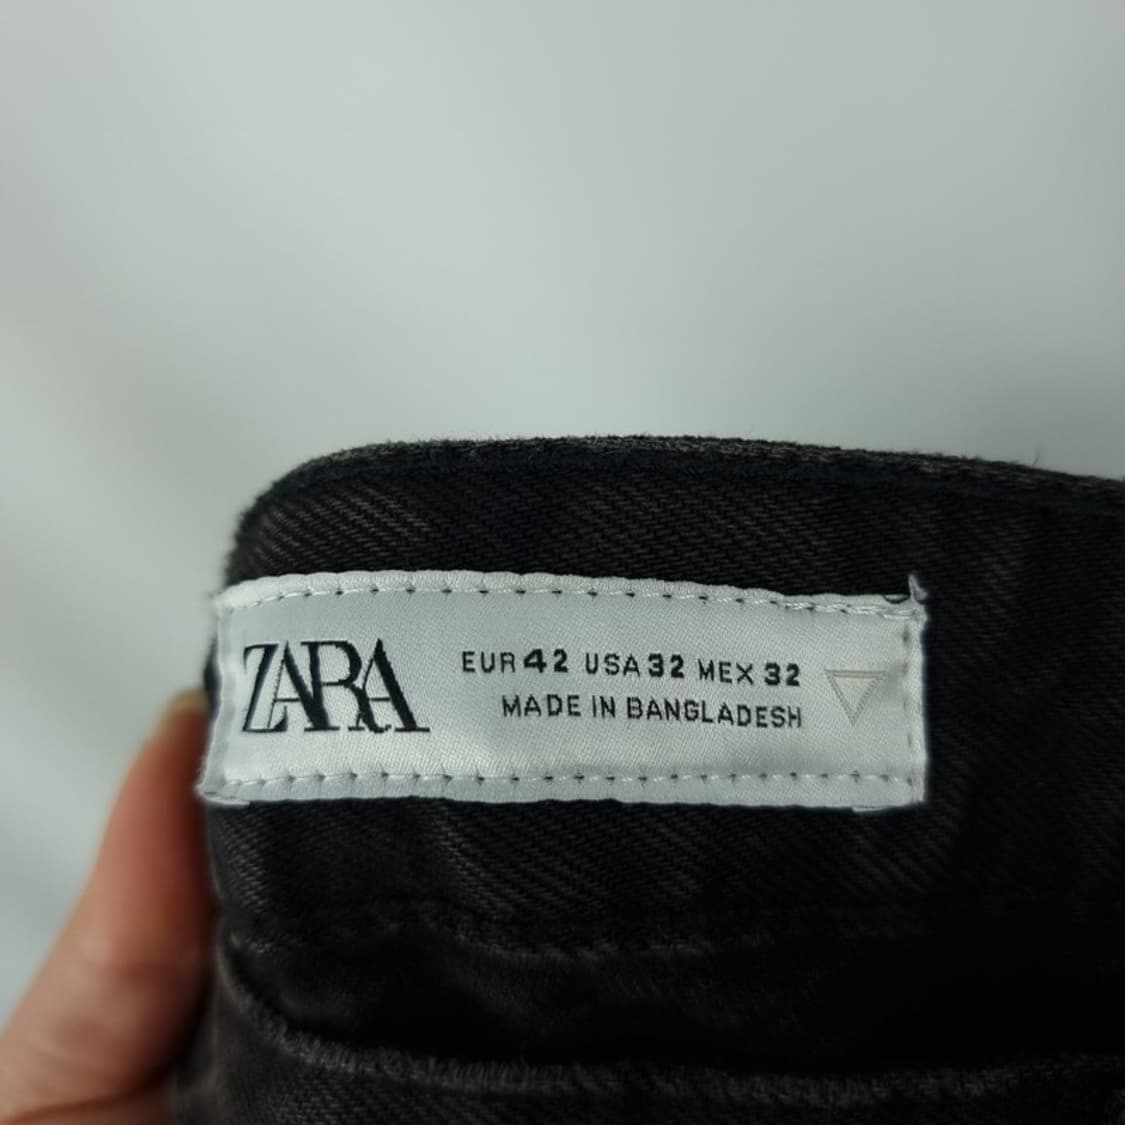 ZARA
EUR 42 USA 32 MEX 32
MADE IN BANGLADESH